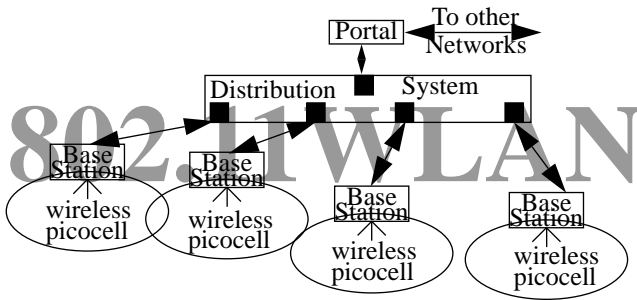 To other
Portal
Networks
Distribution System
802.11WLAN
Base
Station
wireless
picocell
Base
Station
wireless
picocell
Base
Station
wireless
picocell
Base
Station
wireless
picocell